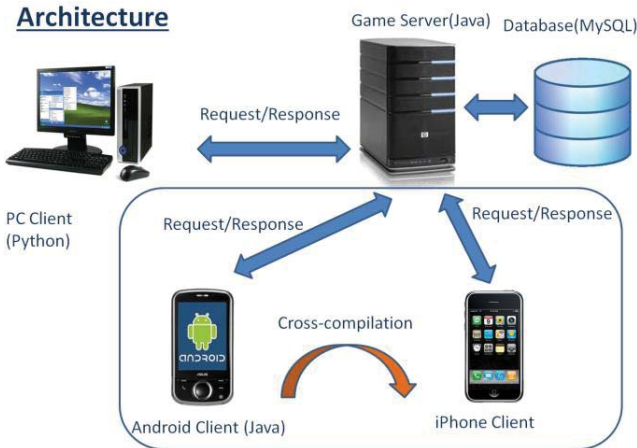 Architecture
Game Server(Java)
Database(MySQL)
Request/Response
PC Client
(Python)
Request/Response
Request/Response
Cross-compilation
ANDROID
ASUS
Android Client (Java)
iPhone Client